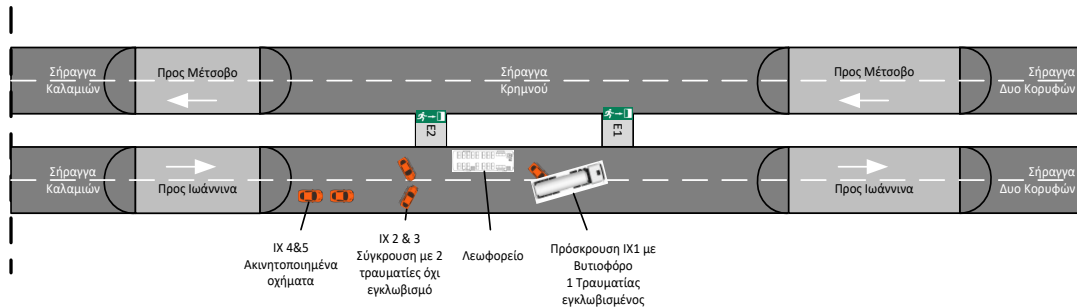 Σήραγγα
Καλαμιών
Προς Μέτσοβο
Σήραγγα
Κρημνού
Προς Μέτσοβο
Σήραγγα
Δυο Κορυφών
E2
E1
Σήραγγα
Καλαμιών
Προς Ιωάννινα
Προς Ιωάννινα
Σήραγγα
Δυο Κορυφών
ΙΧ 4&5
Ακινητοποιημένα
οχήματα
ΙΧ 2 & 3
Σύγκρουση με 2
τραυματίες όχι
εγκλωβισμό
Λεωφορείο
Πρόσκρουση ΙΧ1 με
Βυτιοφόρο
1 Τραυματίας
εγκλωβισμένος